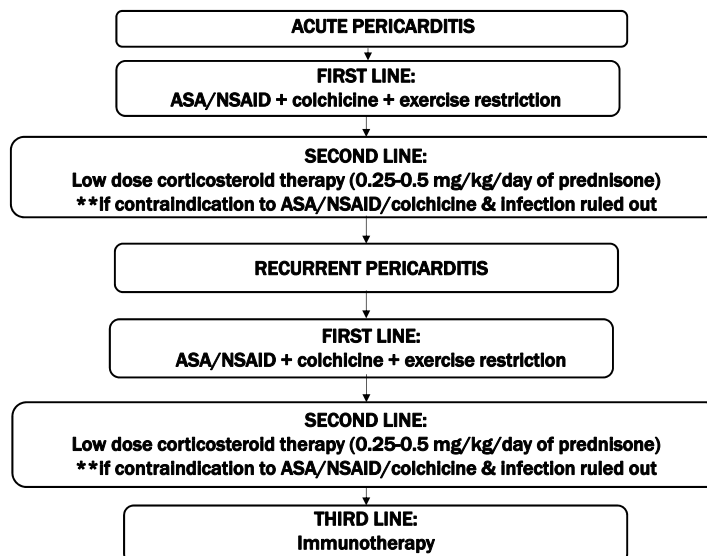 ACUTE PERICARDITIS
FIRST LINE:
ASA/NSAID + colchicine + exercise restriction
SECOND LINE:
Low dose corticosteroid therapy (0.25-0.5 mg/kg/day of prednisone)
**If contraindication to ASA/NSAID/colchicine & infection ruled out
RECURRENT PERICARDITIS
FIRST LINE:
ASA/NSAID + colchicine + exercise restriction
SECOND LINE:
Low dose corticosteroid therapy (0.25-0.5 mg/kg/day of prednisone)
**If contraindication to ASA/NSAID/colchicine & infection ruled out
THIRD LINE:
Immunotherapy